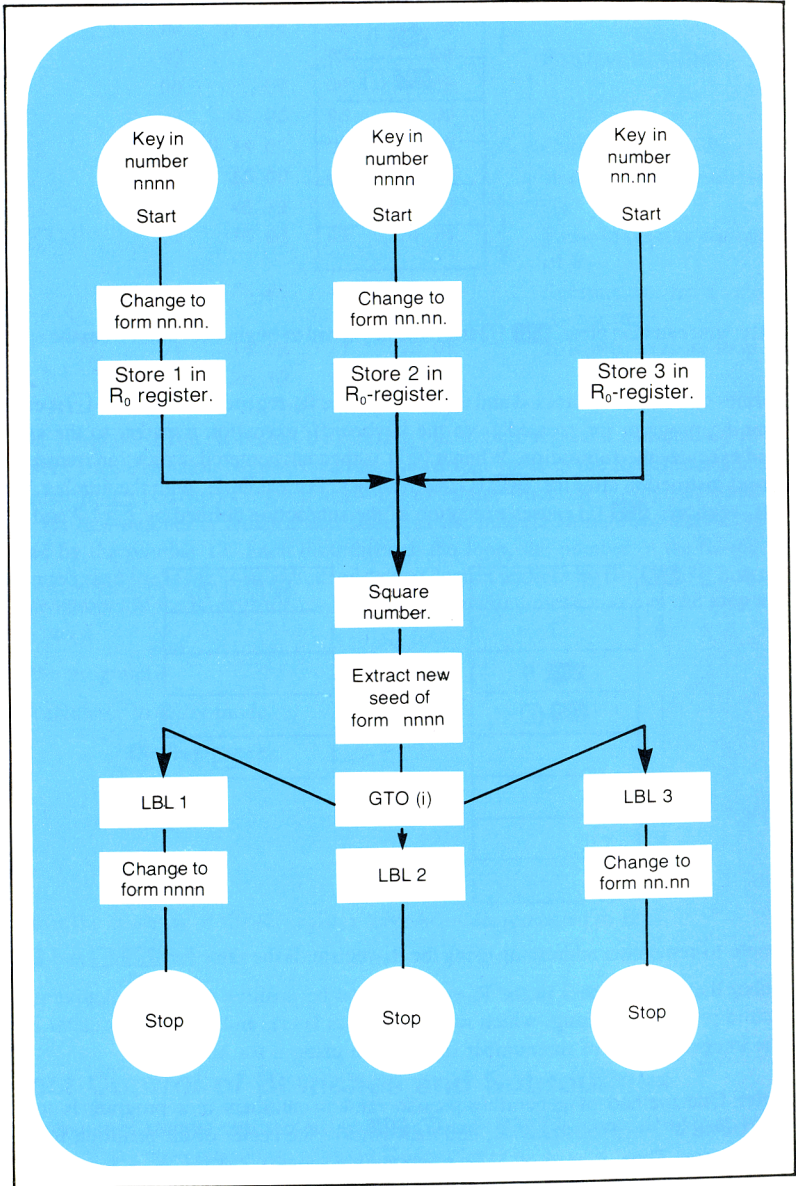 Key in
number
nnnn
Start
Key in
number
nnnn
Start
Key in
number
nn.nn
Start
Change to
form nn.nn.
Change to
form nn.nn.
Store 1 in
R₀ register.
Store 2 in
R₀-register.
Store 3 in
R₀-register.
Square
number.
Extract new
seed of
form nnnn
LBL 1
GTO (i)
LBL 3
Change to
form nnnn
LBL 2
Change to
form nn.nn
Stop
Stop
Stop